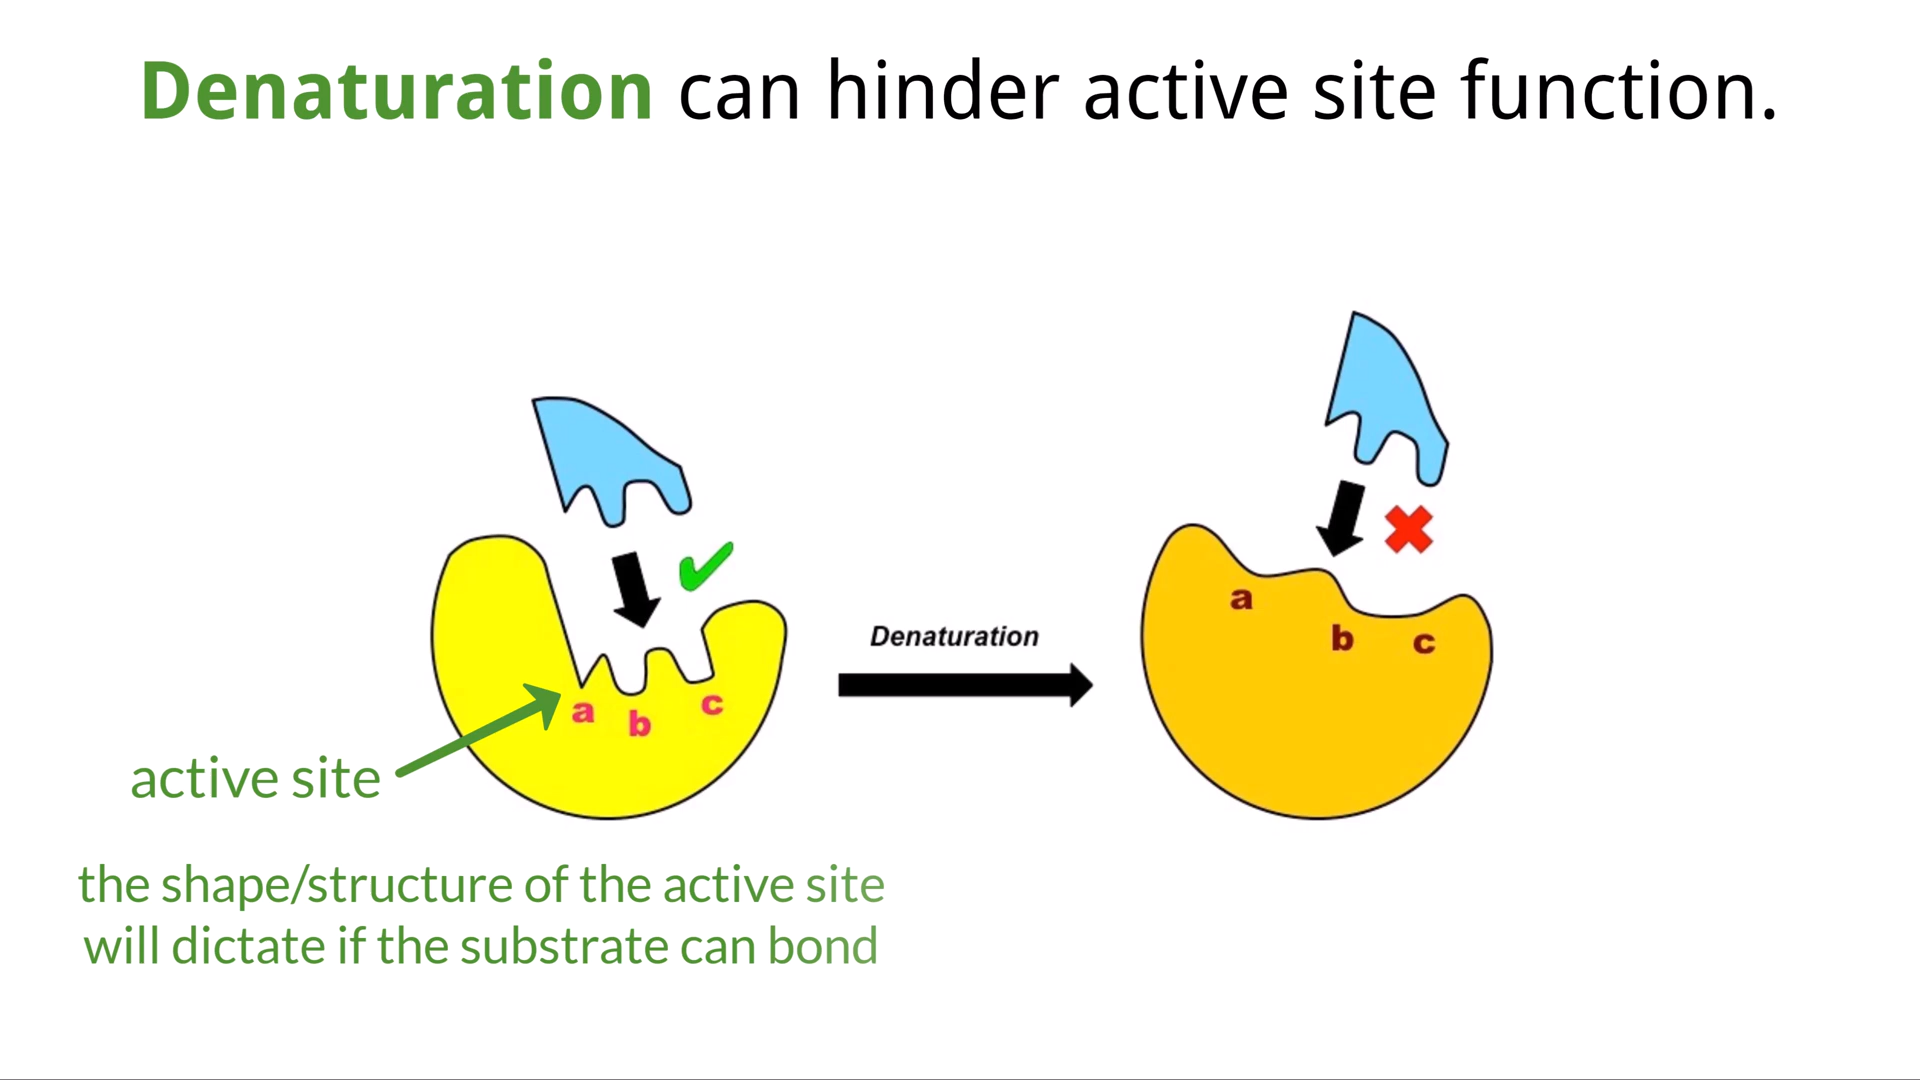 Denaturation can hinder active site function.
a
b
c
Denaturation
a
b
c
active site
the shape/structure of the active site
will dictate if the substrate can bond